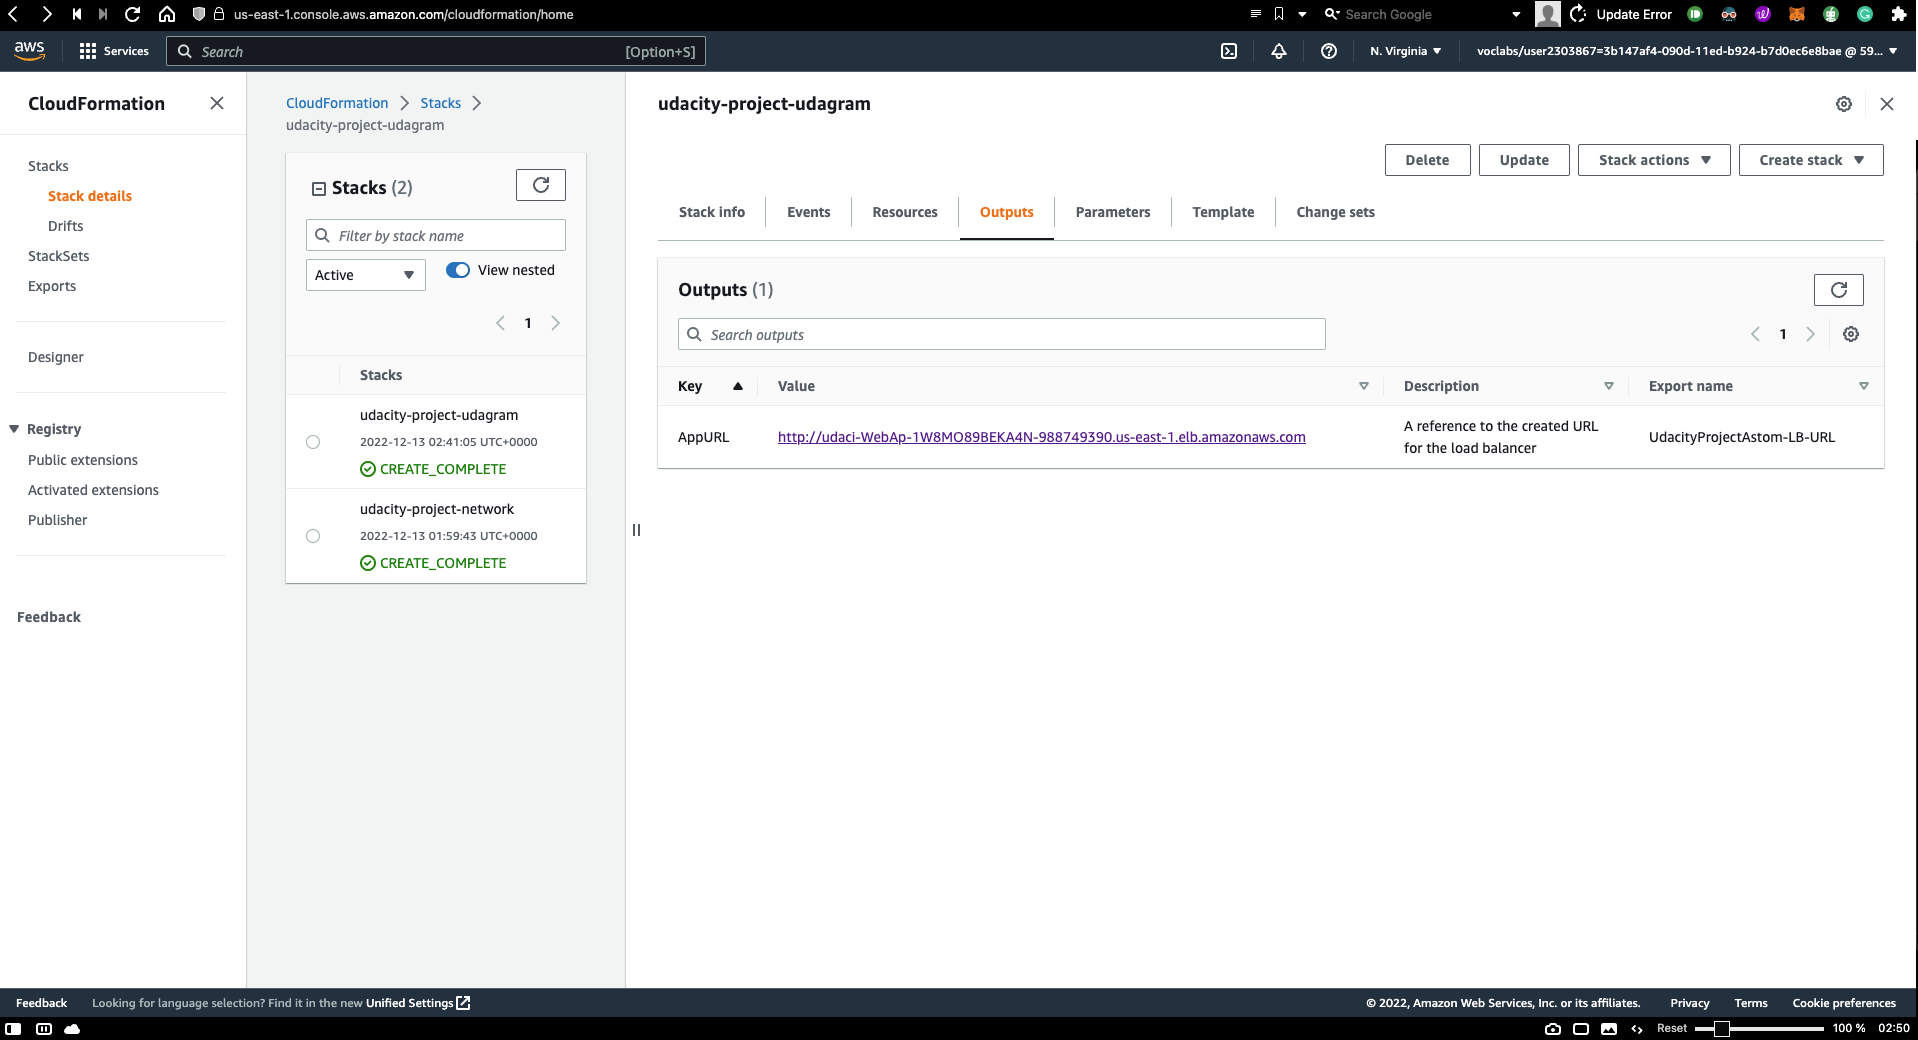 us-east-1.console.aws.amazon.com/cloudformation/home
Search Google
Update Error
aws
Services
Search
[Option+S]
N. Virginia
voclabs/user2303867=3b147af4-090d-11ed-b924-b7d0ec6e8bae @ 59...
CloudFormation
Stacks
Stack details
Drifts
StackSets
Exports
Designer
Registry
Public extensions
Activated extensions
Publisher
Feedback
CloudFormation
Stacks
udacity-project-udagram
Stacks (2)
Filter by stack name
Active
View nested
1
Stacks
udacity-project-udagram
2022-12-13 02:41:05 UTC+0000
CREATE_COMPLETE
udacity-project-network
2022-12-13 01:59:43 UTC+0000
CREATE_COMPLETE
udacity-project-udagram
Delete
Update
Stack actions
Create stack
Stack info
Events
Resources
Outputs
Parameters
Template
Change sets
Outputs (1)
Search outputs
1
Key
Value
Description
Export name
AppURL
http://udaci-WebAp-1W8MO89BEKA4N-988749390.us-east-1.elb.amazonaws.com
A reference to the created URL
for the load balancer
UdacityProjectAstom-LB-URL
Feedback
Looking for language selection? Find it in the new Unified Settings
© 2022, Amazon Web Services, Inc. or its affiliates.
Privacy
Terms
Cookie preferences
Reset
100 %
02:50